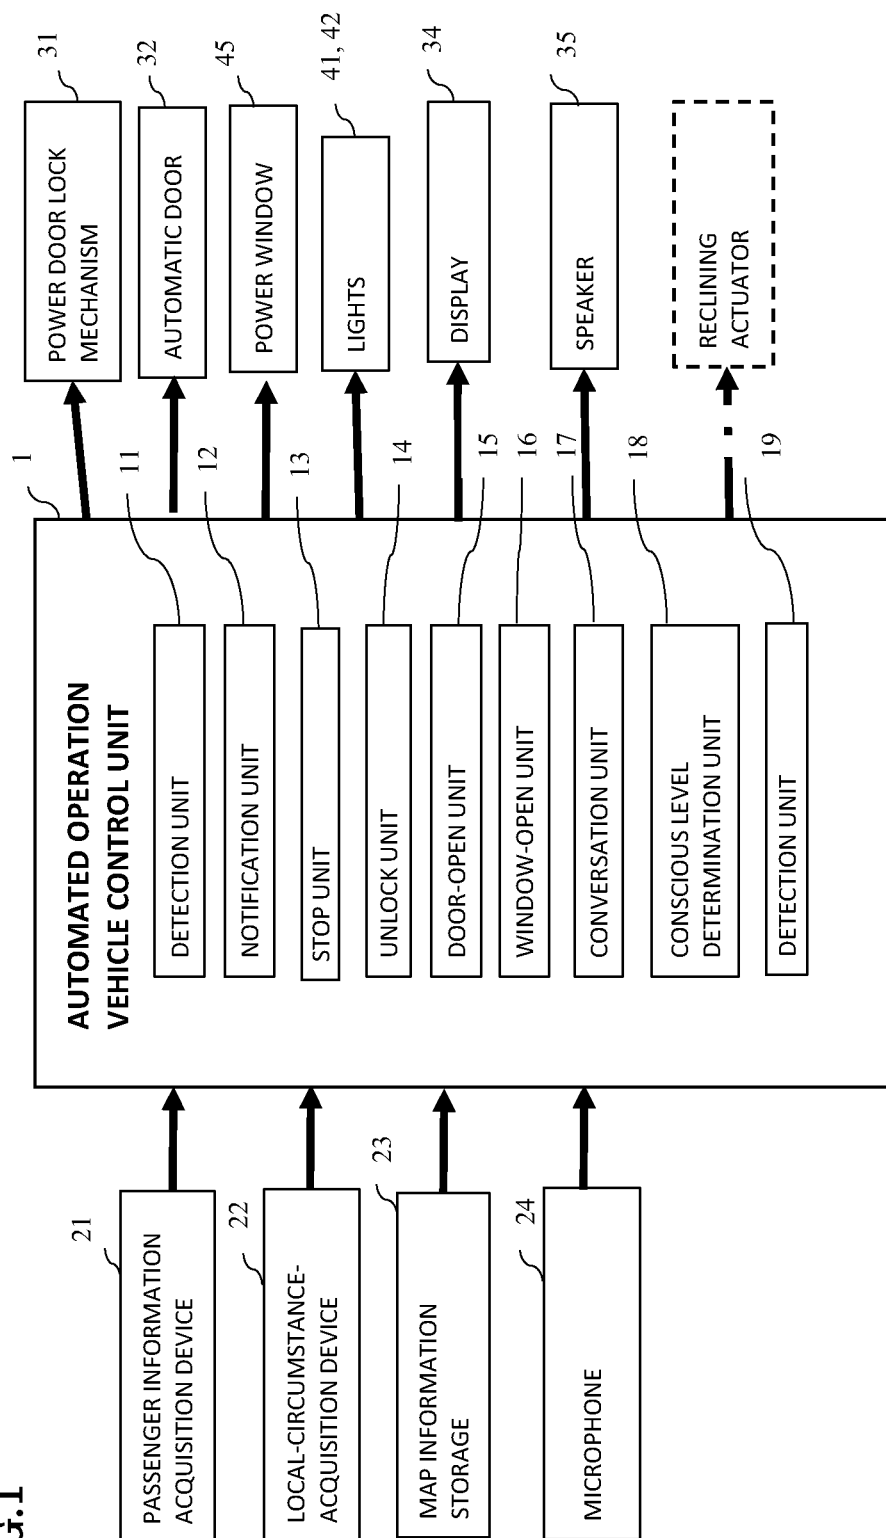 G.1
21
PASSENGER INFORMATION
ACQUISITION DEVICE
22
LOCAL-CIRCUMSTANCE-
ACQUISITION DEVICE
23
MAP INFORMATION
STORAGE
24
MICROPHONE
1
AUTOMATED OPERATION
VEHICLE CONTROL UNIT
DETECTION UNIT
11
NOTIFICATION UNIT
12
STOP UNIT
13
UNLOCK UNIT
14
DOOR-OPEN UNIT
15
WINDOW-OPEN UNIT
16
CONVERSATION UNIT
17
CONSCIOUS LEVEL
DETERMINATION UNIT
18
DETECTION UNIT
19
POWER DOOR LOCK
MECHANISM
31
AUTOMATIC DOOR
32
POWER WINDOW
45
LIGHTS
41, 42
DISPLAY
34
SPEAKER
35
RECLINING
ACTUATOR